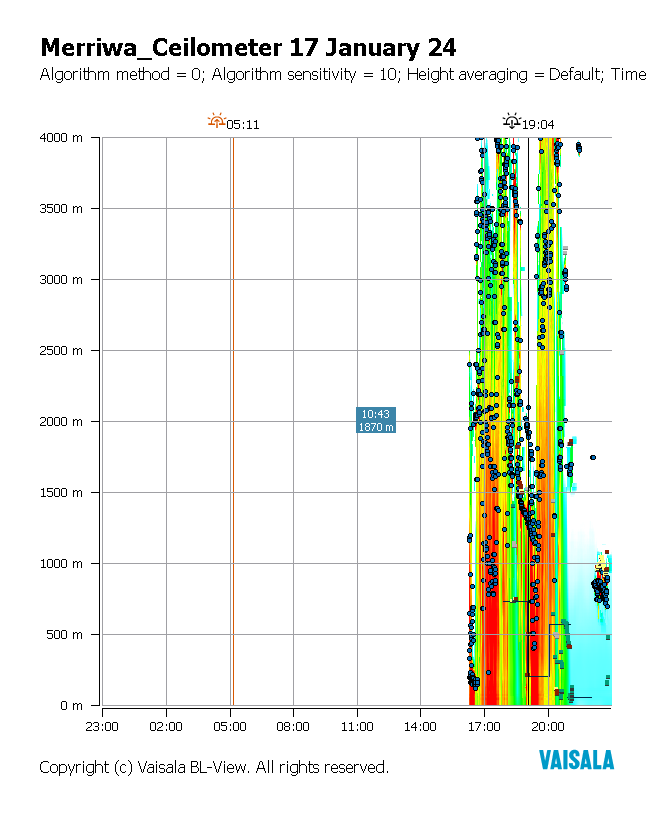 Merriwa_Ceilometer 17 January 24
Algorithm method = 0; Algorithm sensitivity = 10; Height averaging = Default; Time
05:11
19:04
4000 m
3500 m
3000 m
2500 m
2000 m
1500 m
1000 m
500 m
0 m
10:43
1870 m
23:00 02:00 05:00 08:00 11:00 14:00 17:00 20:00
Copyright (c) Vaisala BL-View. All rights reserved.
VAISALA